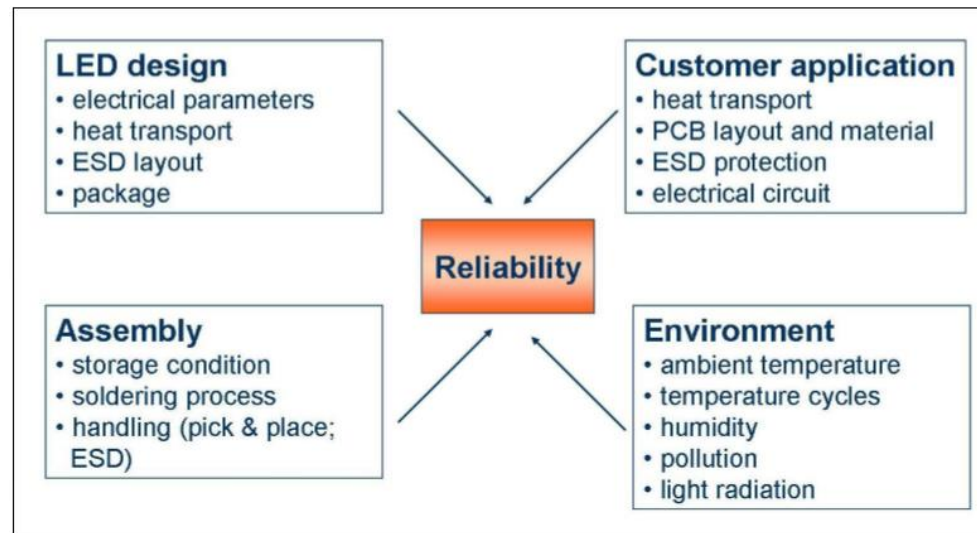 LED design
• electrical parameters
• heat transport
• ESD layout
• package
Customer application
• heat transport
• PCB layout and material
• ESD protection
• electrical circuit
Reliability
Assembly
• storage condition
• soldering process
• handling (pick & place;
ESD)
Environment
• ambient temperature
• temperature cycles
• humidity
• pollution
• light radiation